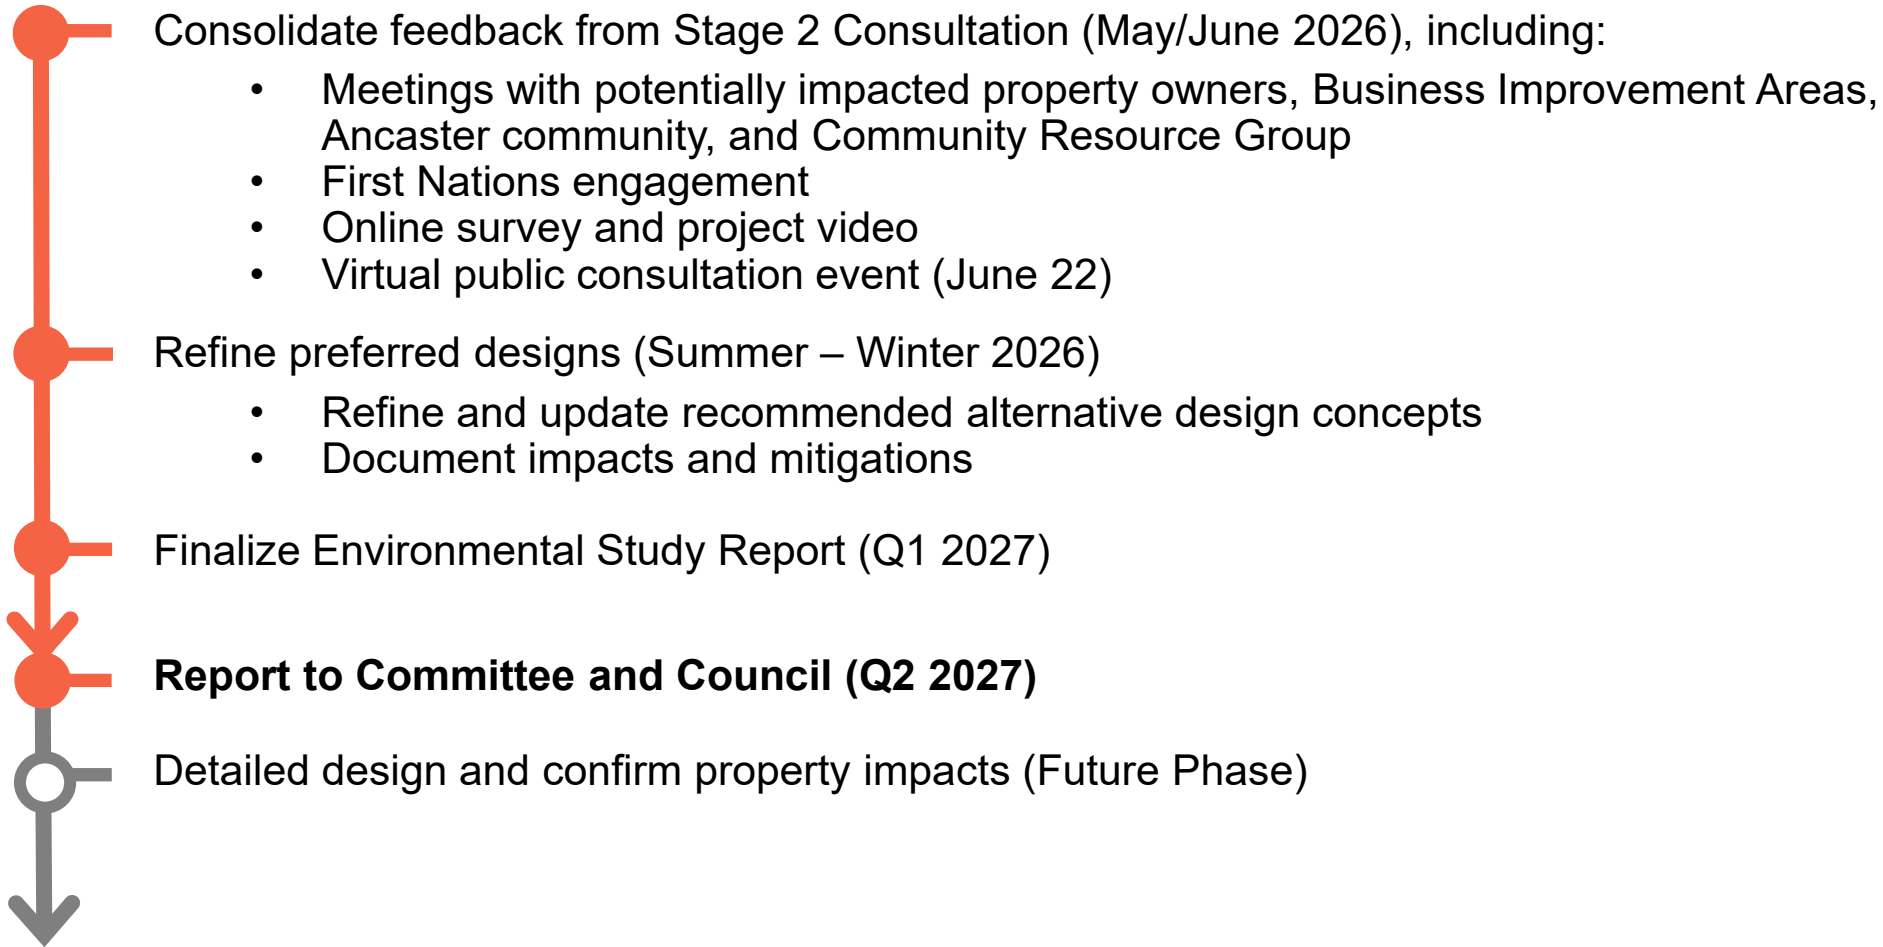 Consolidate feedback from Stage 2 Consultation (May/June 2026), including:
• Meetings with potentially impacted property owners, Business Improvement Areas,
Ancaster community, and Community Resource Group
• First Nations engagement
• Online survey and project video
• Virtual public consultation event (June 22)
Refine preferred designs (Summer – Winter 2026)
• Refine and update recommended alternative design concepts
• Document impacts and mitigations
Finalize Environmental Study Report (Q1 2027)
Report to Committee and Council (Q2 2027)
Detailed design and confirm property impacts (Future Phase)